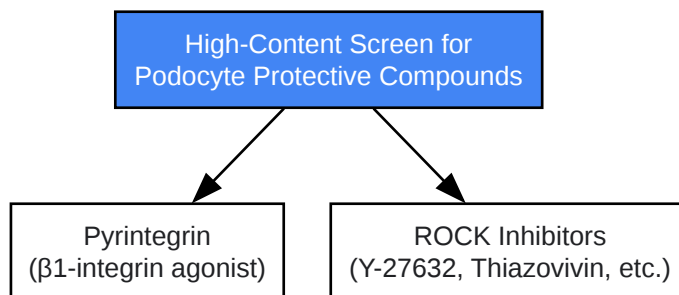 High-Content Screen for
Podocyte Protective Compounds
Pyrintegrin
(β1-integrin agonist)
ROCK Inhibitors
(Y-27632, Thiazovivin, etc.)